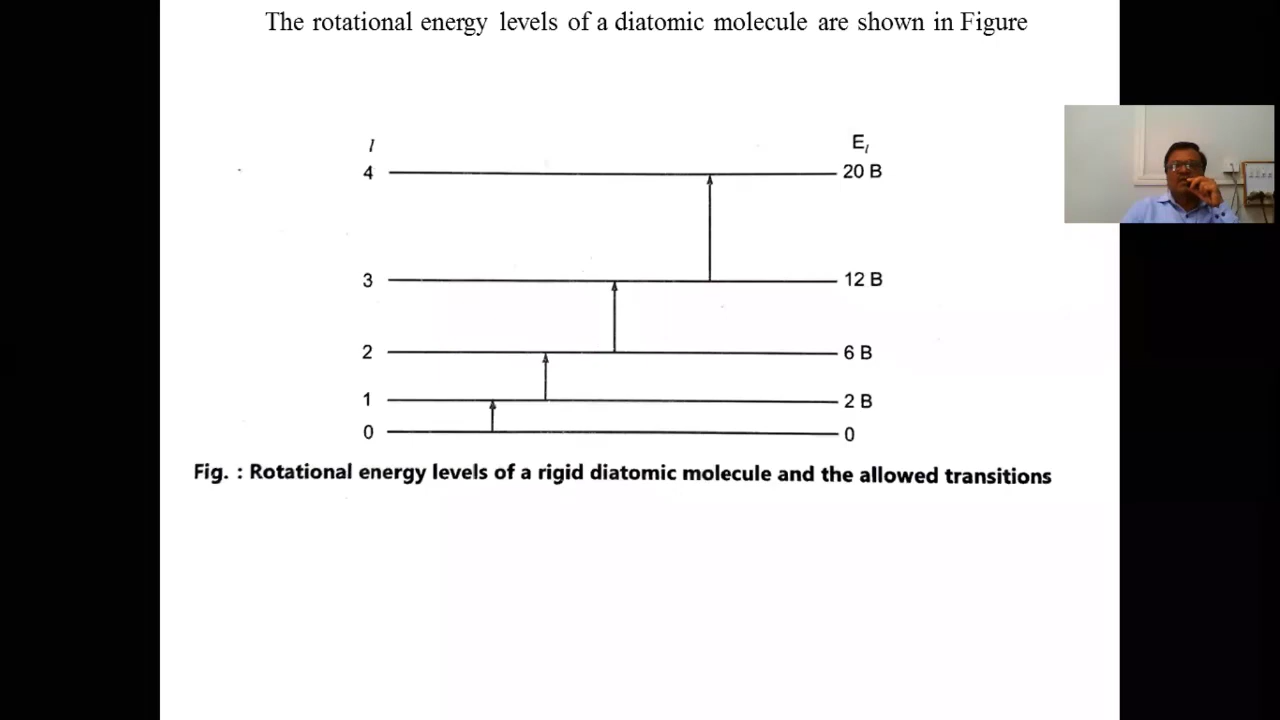 The rotational energy levels of a diatomic molecule are shown in Figure
l E_l
4 20 B
3 12 B
2 6 B
1 2 B
0 0
Fig. : Rotational energy levels of a rigid diatomic molecule and the allowed transitions